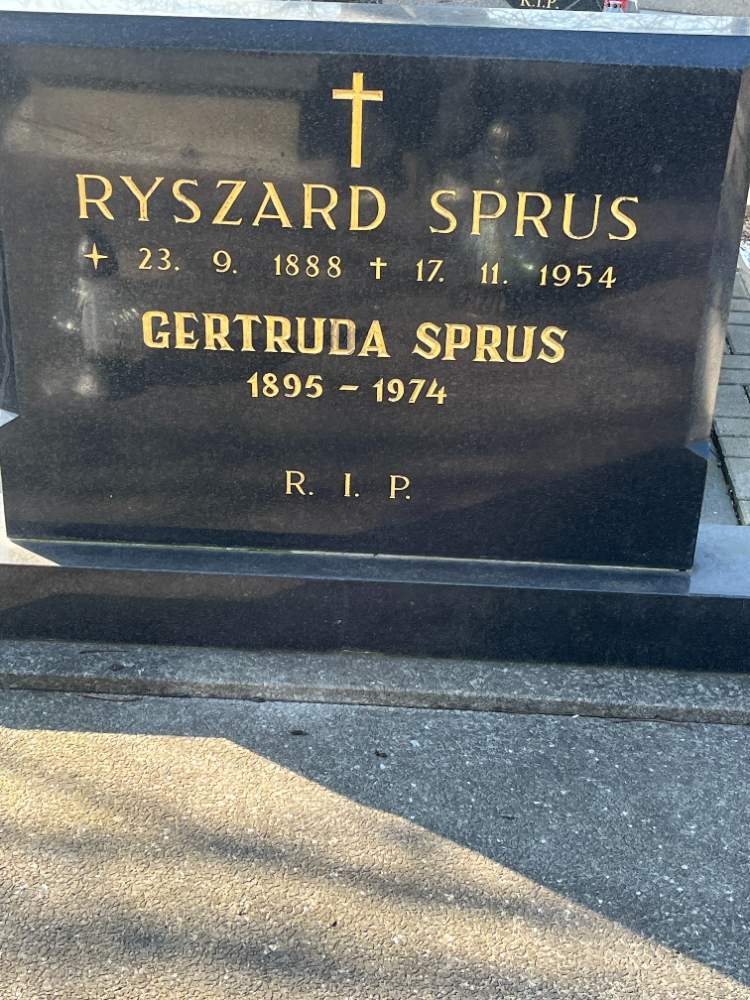 R.I.P.
RYSZARD SPRUS
✦ 23. 9. 1888 ✝ 17. 11. 1954
GERTRUDA SPRUS
1895 - 1974
R. I. P.